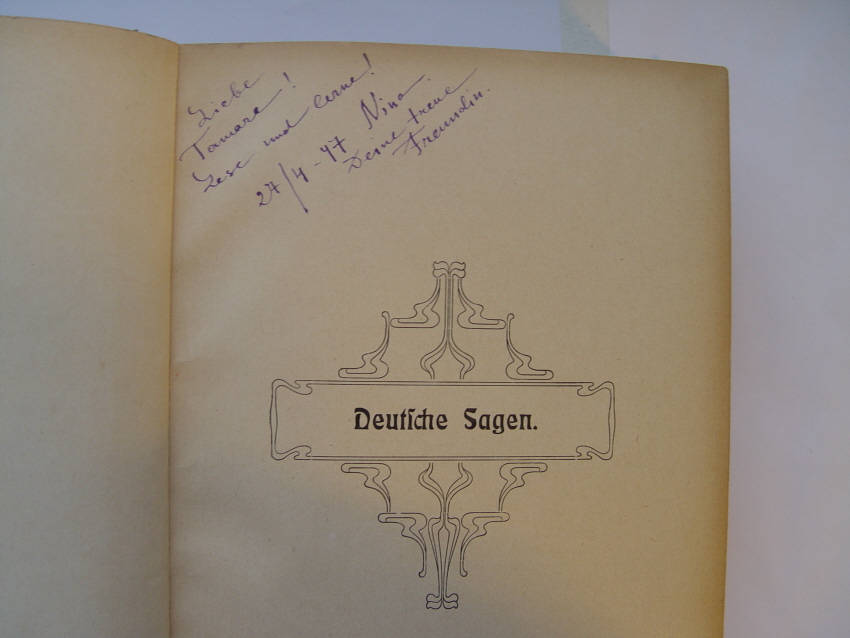 Liebe
Tamara!
Lese und lerne!
27/4-47 Nina.
Deine treue
Freundin.
Deutsche Sagen.